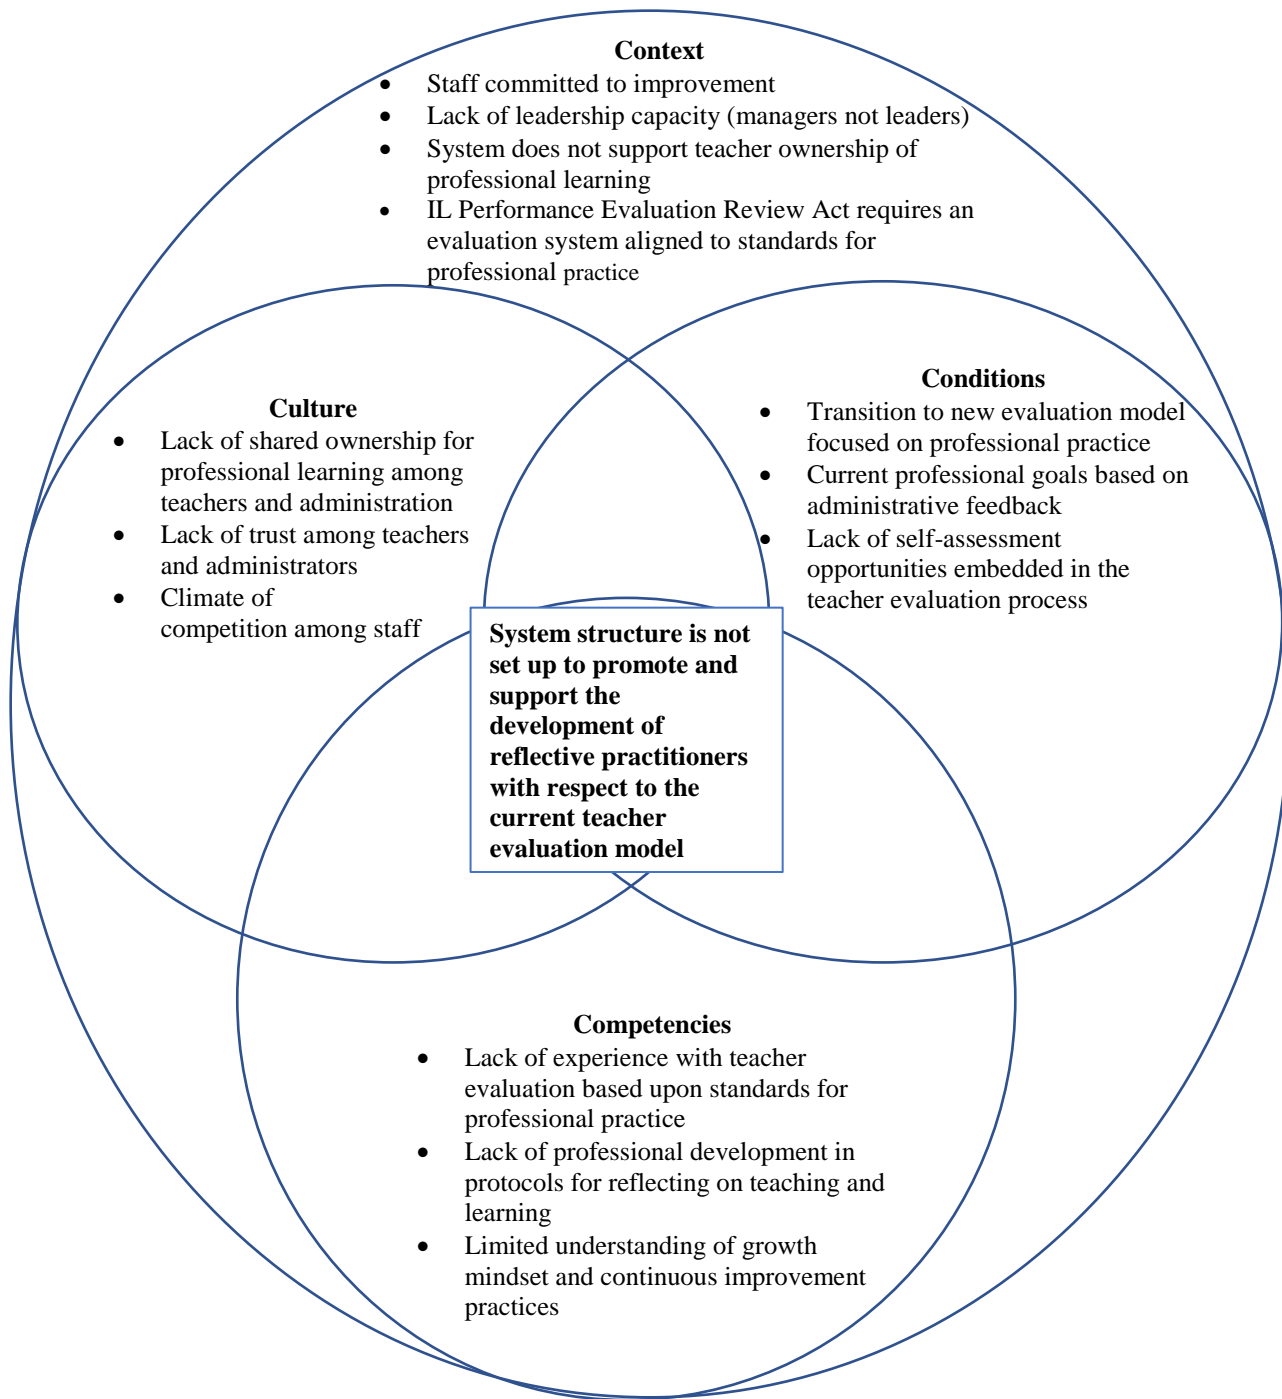 Context
• Staff committed to improvement
• Lack of leadership capacity (managers not leaders)
• System does not support teacher ownership of
professional learning
• IL Performance Evaluation Review Act requires an
evaluation system aligned to standards for
professional practice
Culture
• Lack of shared ownership for
professional learning among
teachers and administration
• Lack of trust among teachers
and administrators
• Climate of
competition among staff
Conditions
• Transition to new evaluation model
focused on professional practice
• Current professional goals based on
administrative feedback
• Lack of self-assessment
opportunities embedded in the
teacher evaluation process
System structure is not
set up to promote and
support the
development of
reflective practitioners
with respect to the
current teacher
evaluation model
Competencies
• Lack of experience with teacher
evaluation based upon standards for
professional practice
• Lack of professional development in
protocols for reflecting on teaching and
learning
• Limited understanding of growth
mindset and continuous improvement
practices